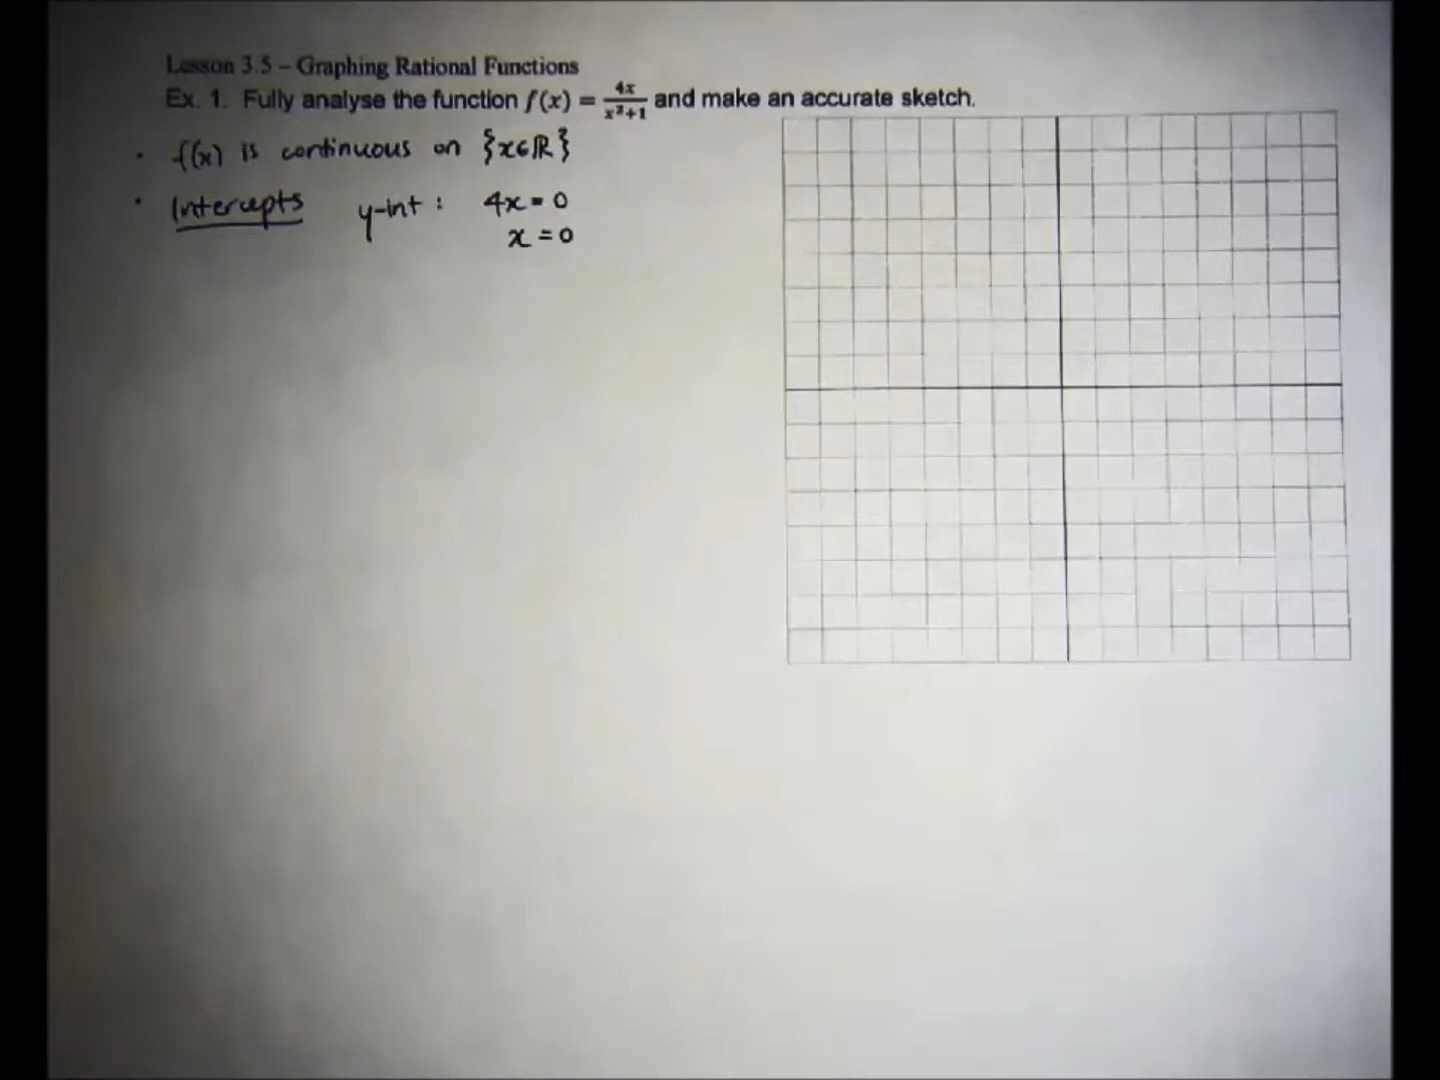 Lesson 3.5 – Graphing Rational Functions
Ex. 1. Fully analyse the function f(x) = 4x/(x²+1) and make an accurate sketch.
· f(x) is continuous on {x∈ℝ}
· Intercepts y-int : 4x = 0
x = 0